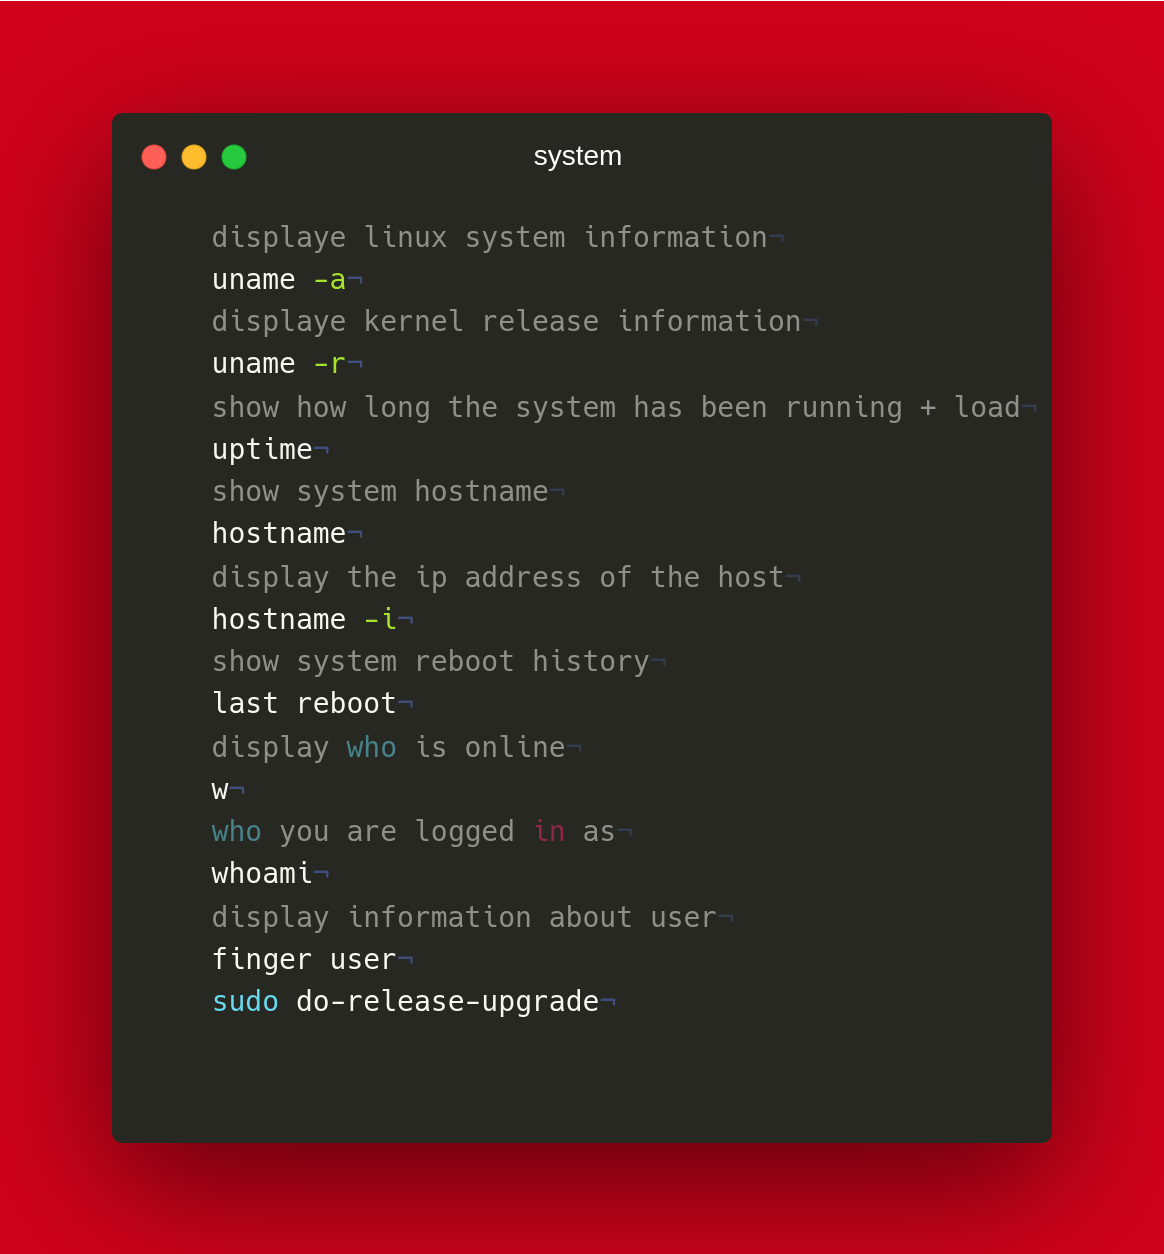 system
displaye linux system information¬
uname -a¬
displaye kernel release information¬
uname -r¬
show how long the system has been running + load¬
uptime¬
show system hostname¬
hostname¬
display the ip address of the host¬
hostname -i¬
show system reboot history¬
last reboot¬
display who is online¬
w¬
who you are logged in as¬
whoami¬
display information about user¬
finger user¬
sudo do-release-upgrade¬